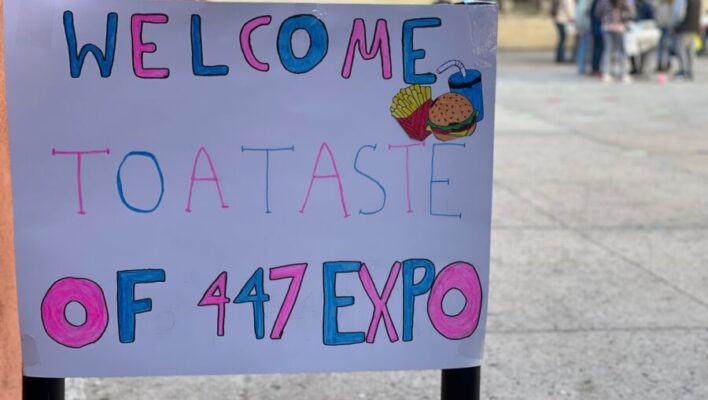 WELCOME
TO A TASTE
OF 447 EXPO